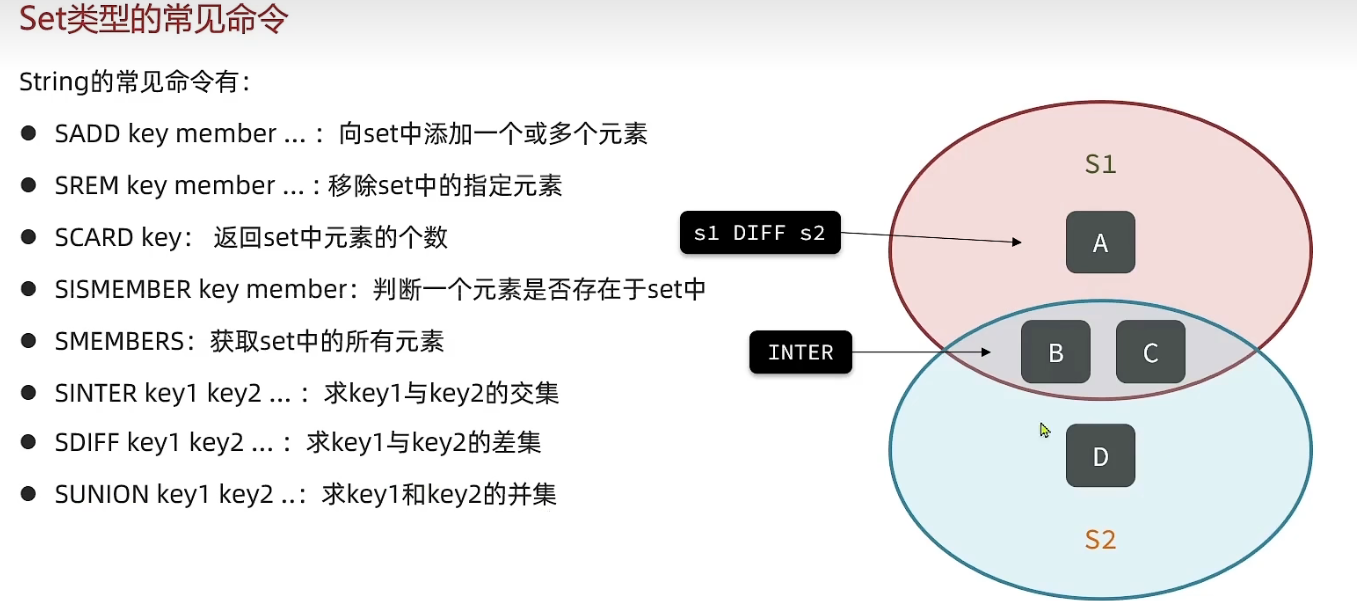 Set类型的常见命令
String的常见命令有：
● SADD key member ... ：向set中添加一个或多个元素
● SREM key member ... : 移除set中的指定元素
● SCARD key： 返回set中元素的个数
● SISMEMBER key member：判断一个元素是否存在于set中
● SMEMBERS：获取set中的所有元素
● SINTER key1 key2 ... ：求key1与key2的交集
● SDIFF key1 key2 ... ：求key1与key2的差集
● SUNION key1 key2 ..：求key1和key2的并集
S1
s1 DIFF s2
A
INTER
B C
D
S2